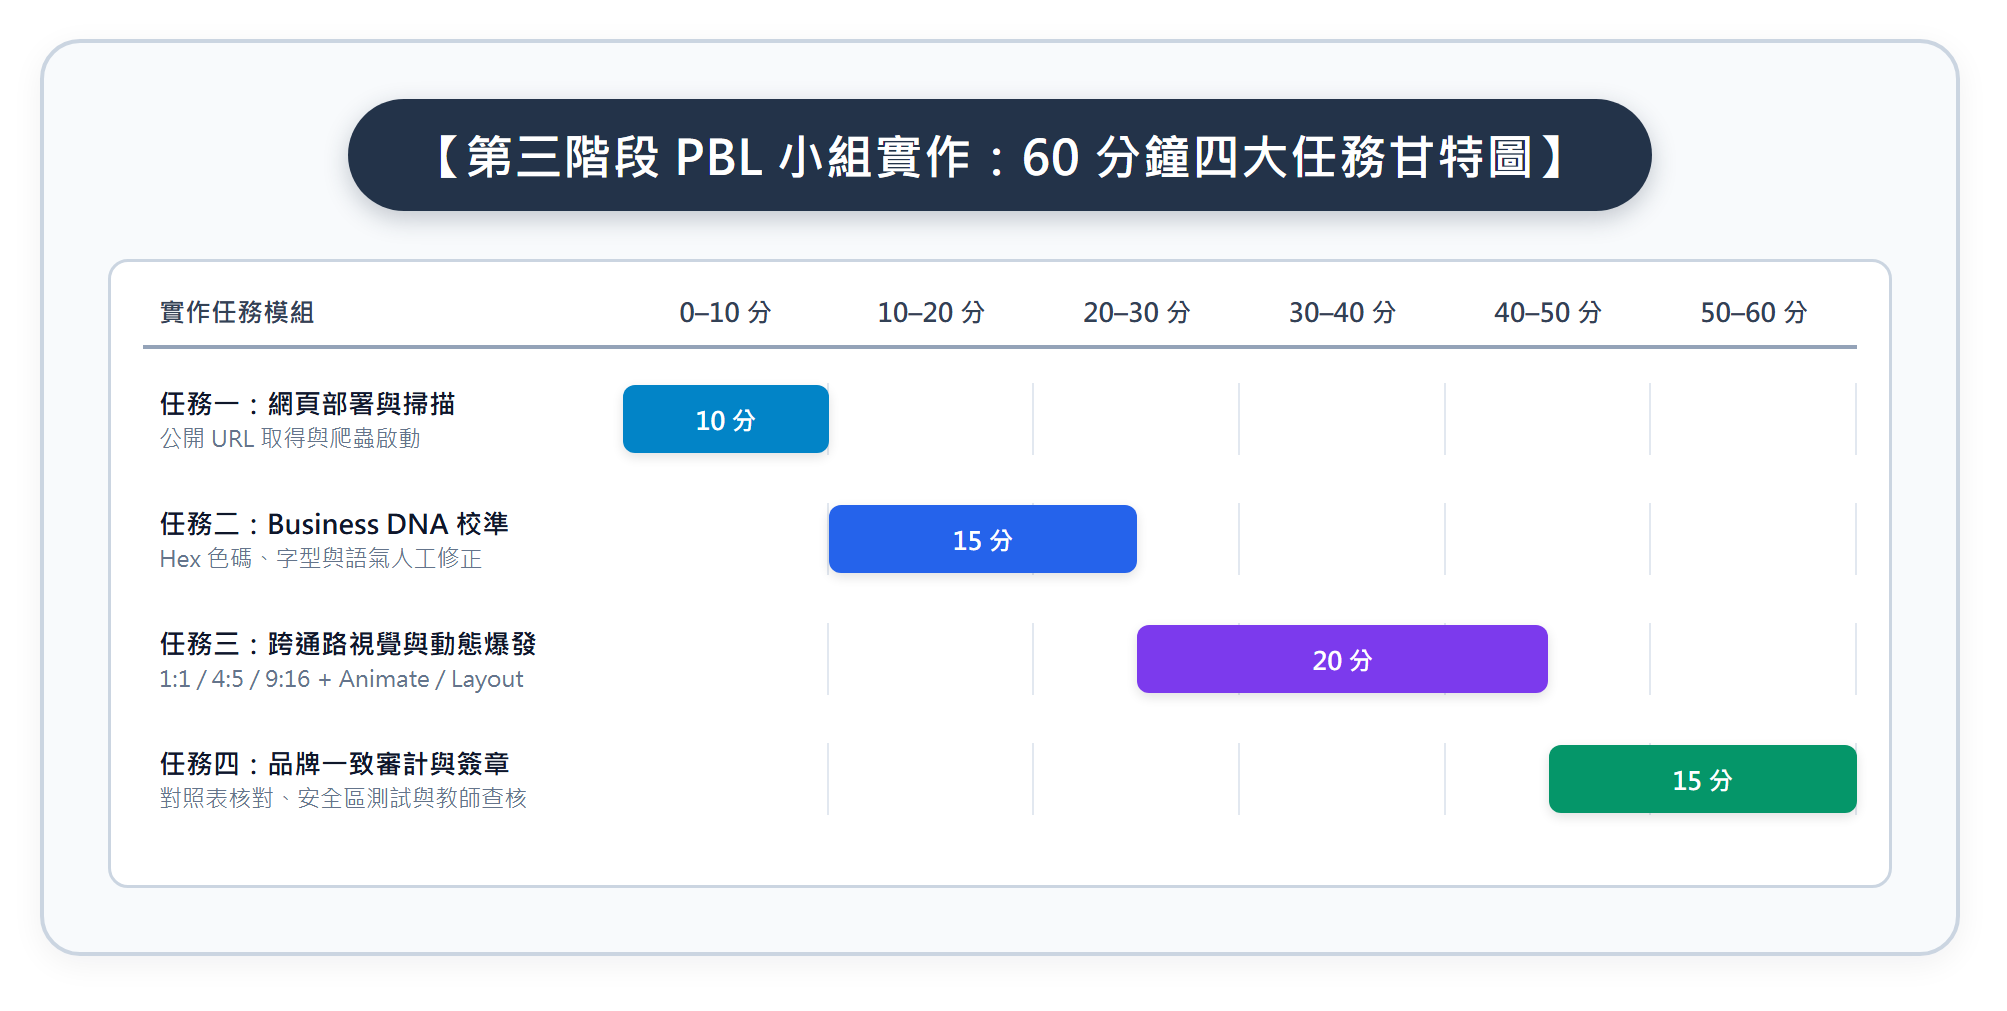 【第三階段 PBL 小組實作：60 分鐘四大任務甘特圖】
實作任務模組 0–10 分 10–20 分 20–30 分 30–40 分 40–50 分 50–60 分
任務一：網頁部署與掃描
公開 URL 取得與爬蟲啟動
10 分
任務二：Business DNA 校準
Hex 色碼、字型與語氣人工修正
15 分
任務三：跨通路視覺與動態爆發
1:1 / 4:5 / 9:16 + Animate / Layout
20 分
任務四：品牌一致審計與簽章
對照表核對、安全區測試與教師查核
15 分